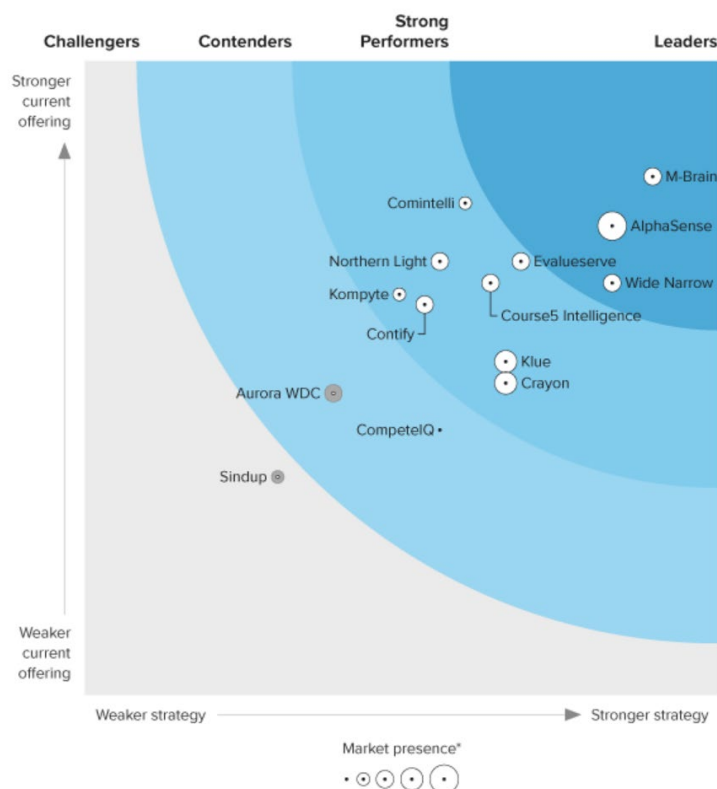 Challengers
Contenders
Strong
Performers
Leaders
Stronger
current
offering
M-Brain
Comintelli
AlphaSense
Northern Light
Evalueserve
Wide Narrow
Kompyte
Course5 Intelligence
Contify
Klue
Crayon
Aurora WDC
CompeteIQ
Sindup
Weaker
current
offering
Weaker strategy
Stronger strategy
Market presence*